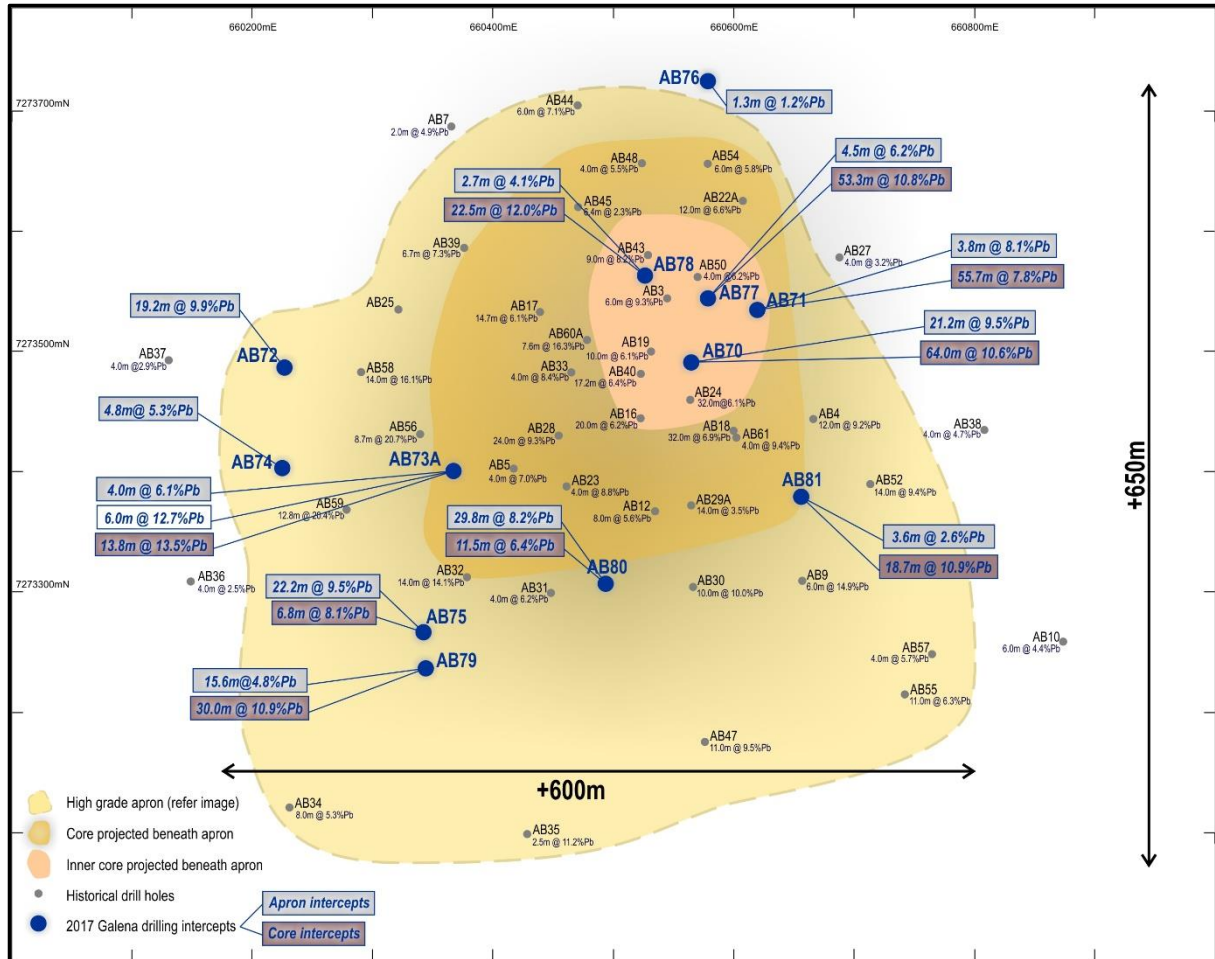 660200mE
660400mE
660600mE
660800mE
7273700mN
7273500mN
7273300mN
AB76
1.3m @ 1.2%Pb
AB44
6.0m @ 7.1%Pb
AB7
2.0m @ 4.9%Pb
AB48
4.0m @ 5.5%Pb
AB54
6.0m @ 5.8%Pb
4.5m @ 6.2%Pb
53.3m @ 10.8%Pb
2.7m @ 4.1%Pb
22.5m @ 12.0%Pb
AB45
6.4m @ 2.3%Pb
AB22A
12.0m @ 6.6%Pb
AB39
6.7m @ 7.3%Pb
AB43
9.0m @ 8.2%Pb
AB78
AB50
4.0m @6.2%Pb
AB27
4.0m @ 3.2%Pb
3.8m @ 8.1%Pb
55.7m @ 7.8%Pb
AB3
6.0m @ 9.3%Pb
AB77
AB71
19.2m @ 9.9%Pb
AB25
AB17
14.7m @ 6.1%Pb
21.2m @ 9.5%Pb
64.0m @ 10.6%Pb
AB60A
7.6m @ 16.3%Pb
AB19
10.0m @ 6.1%Pb
AB70
AB37
4.0m @2.9%Pb
AB72
AB58
14.0m @ 16.1%Pb
AB33
4.0m @ 8.4%Pb
AB40
17.2m @ 6.4%Pb
AB24
32.0m@6.1%Pb
4.8m@ 5.3%Pb
AB16
20.0m @ 6.2%Pb
AB4
12.0m @ 9.2%Pb
AB38
4.0m @ 4.7%Pb
AB56
8.7m @ 20.7%Pb
AB28
24.0m @ 9.3%Pb
AB18
32.0m @ 6.9%Pb
AB61
4.0m @ 9.4%Pb
AB74
AB73A
AB5
4.0m @ 7.0%Pb
AB23
4.0m @ 8.8%Pb
AB81
AB52
14.0m @ 9.4%Pb
4.0m @ 6.1%Pb
6.0m @ 12.7%Pb
13.8m @ 13.5%Pb
AB59
12.8m @ 20.4%Pb
AB12
8.0m @ 5.6%Pb
AB29A
14.0m @ 3.5%Pb
29.8m @ 8.2%Pb
11.5m @ 6.4%Pb
3.6m @ 2.6%Pb
18.7m @ 10.9%Pb
+650m
AB80
AB36
4.0m @ 2.5%Pb
AB32
14.0m @ 14.1%Pb
AB31
4.0m @ 6.2%Pb
AB30
10.0m @ 10.0%Pb
AB9
6.0m @ 14.9%Pb
22.2m @ 9.5%Pb
6.8m @ 8.1%Pb
AB75
AB10
6.0m @ 4.4%Pb
AB57
4.0m @ 5.7%Pb
AB79
15.6m@4.8%Pb
30.0m @ 10.9%Pb
AB55
11.0m @ 6.3%Pb
AB47
11.0m @ 9.5%Pb
+600m
AB34
8.0m @ 5.3%Pb
AB35
2.5m @ 11.2%Pb
High grade apron (refer image)
Core projected beneath apron
Inner core projected beneath apron
Historical drill holes
2017 Galena drilling intercepts
Apron intercepts
Core intercepts